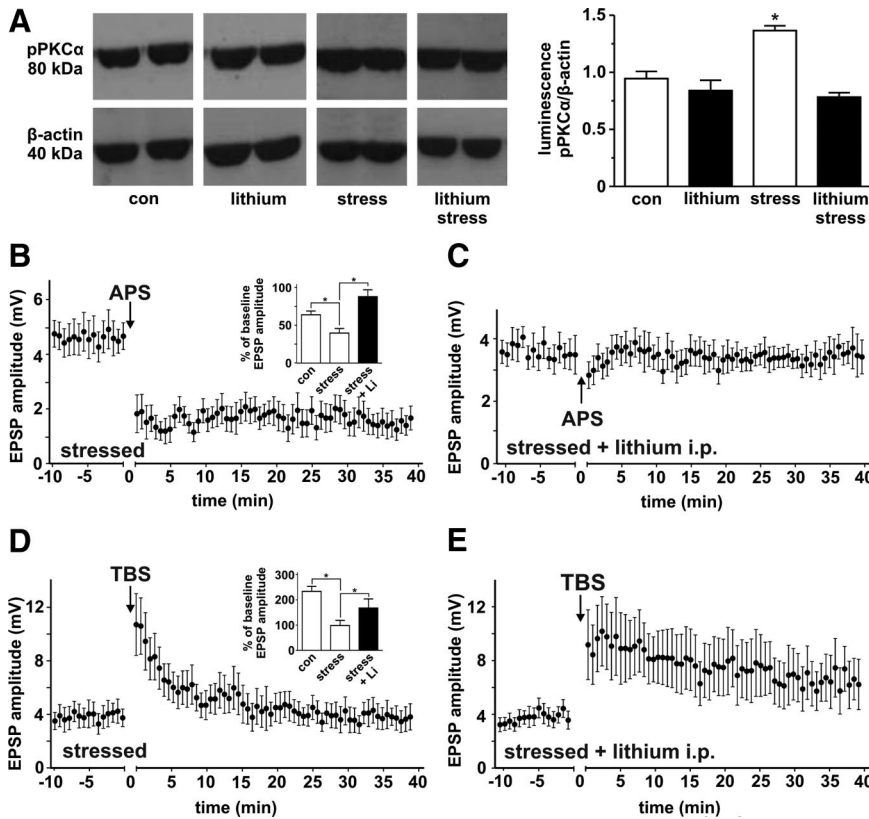 A
pPKCα
80 kDa
β-actin
40 kDa
con lithium stress lithium
stress
luminescence
pPKCα/β-actin
1.5
1.0
0.5
0
*
con lithium stress lithium
stress
B
EPSP amplitude (mV)
6
4
2
0
APS
stressed
-10 -5 0 5 10 15 20 25 30 35 40
time (min)
% of baseline
EPSP amplitude
100
50
0
* *
con stress stress
+ Li
C
EPSP amplitude (mV)
6
4
2
0
APS
stressed + lithium i.p.
-10 -5 0 5 10 15 20 25 30 35 40
time (min)
D
EPSP amplitude (mV)
12
8
4
0
TBS
stressed
-10 -5 0 5 10 15 20 25 30 35 40
time (min)
% of baseline
EPSP amplitude
300
200
100
0
* *
con stress stress
+ Li
E
EPSP amplitude (mV)
12
8
4
0
TBS
stressed + lithium i.p.
-10 -5 0 5 10 15 20 25 30 35 40
time (min)